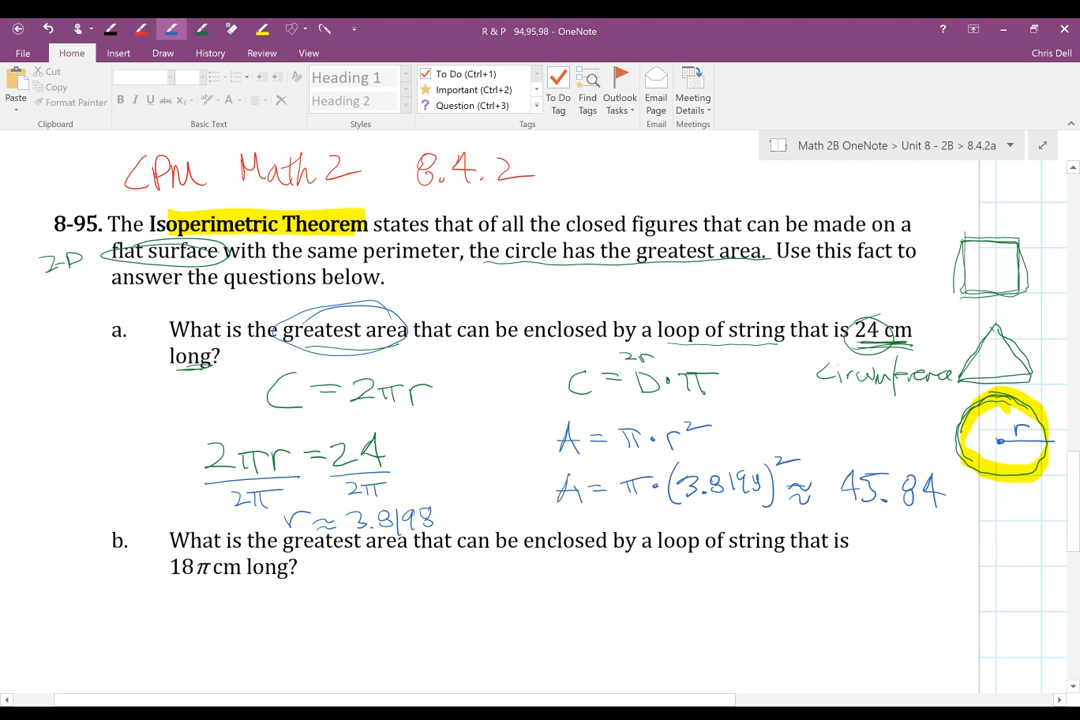 R & P 94,95,98 - OneNote
?
File Home Insert Draw History Review View
Chris Dell
Paste
Cut
Copy
Format Painter
Clipboard
B I U abc X₂ A
Basic Text
Heading 1
Heading 2
Styles
To Do (Ctrl+1)
Important (Ctrl+2)
? Question (Ctrl+3)
To Do Tag
Find Tags
Outlook Tasks
Tags
Email Page
Email
Meeting Details
Meetings
Math 2B OneNote > Unit 8 - 2B > 8.4.2a
CPM Math 2 8.4.2
8-95. The Isoperimetric Theorem states that of all the closed figures that can be made on a
2-D flat surface with the same perimeter, the circle has the greatest area. Use this fact to
answer the questions below.
a. What is the greatest area that can be enclosed by a loop of string that is 24 cm
long?
2r
C = 2πr
C = D·π
Circumference
r
A = π·r²
2πr = 24
2π 2π
A = π·(3.8198)² ≈ 45.84
r ≈ 3.8198
b. What is the greatest area that can be enclosed by a loop of string that is
18π cm long?